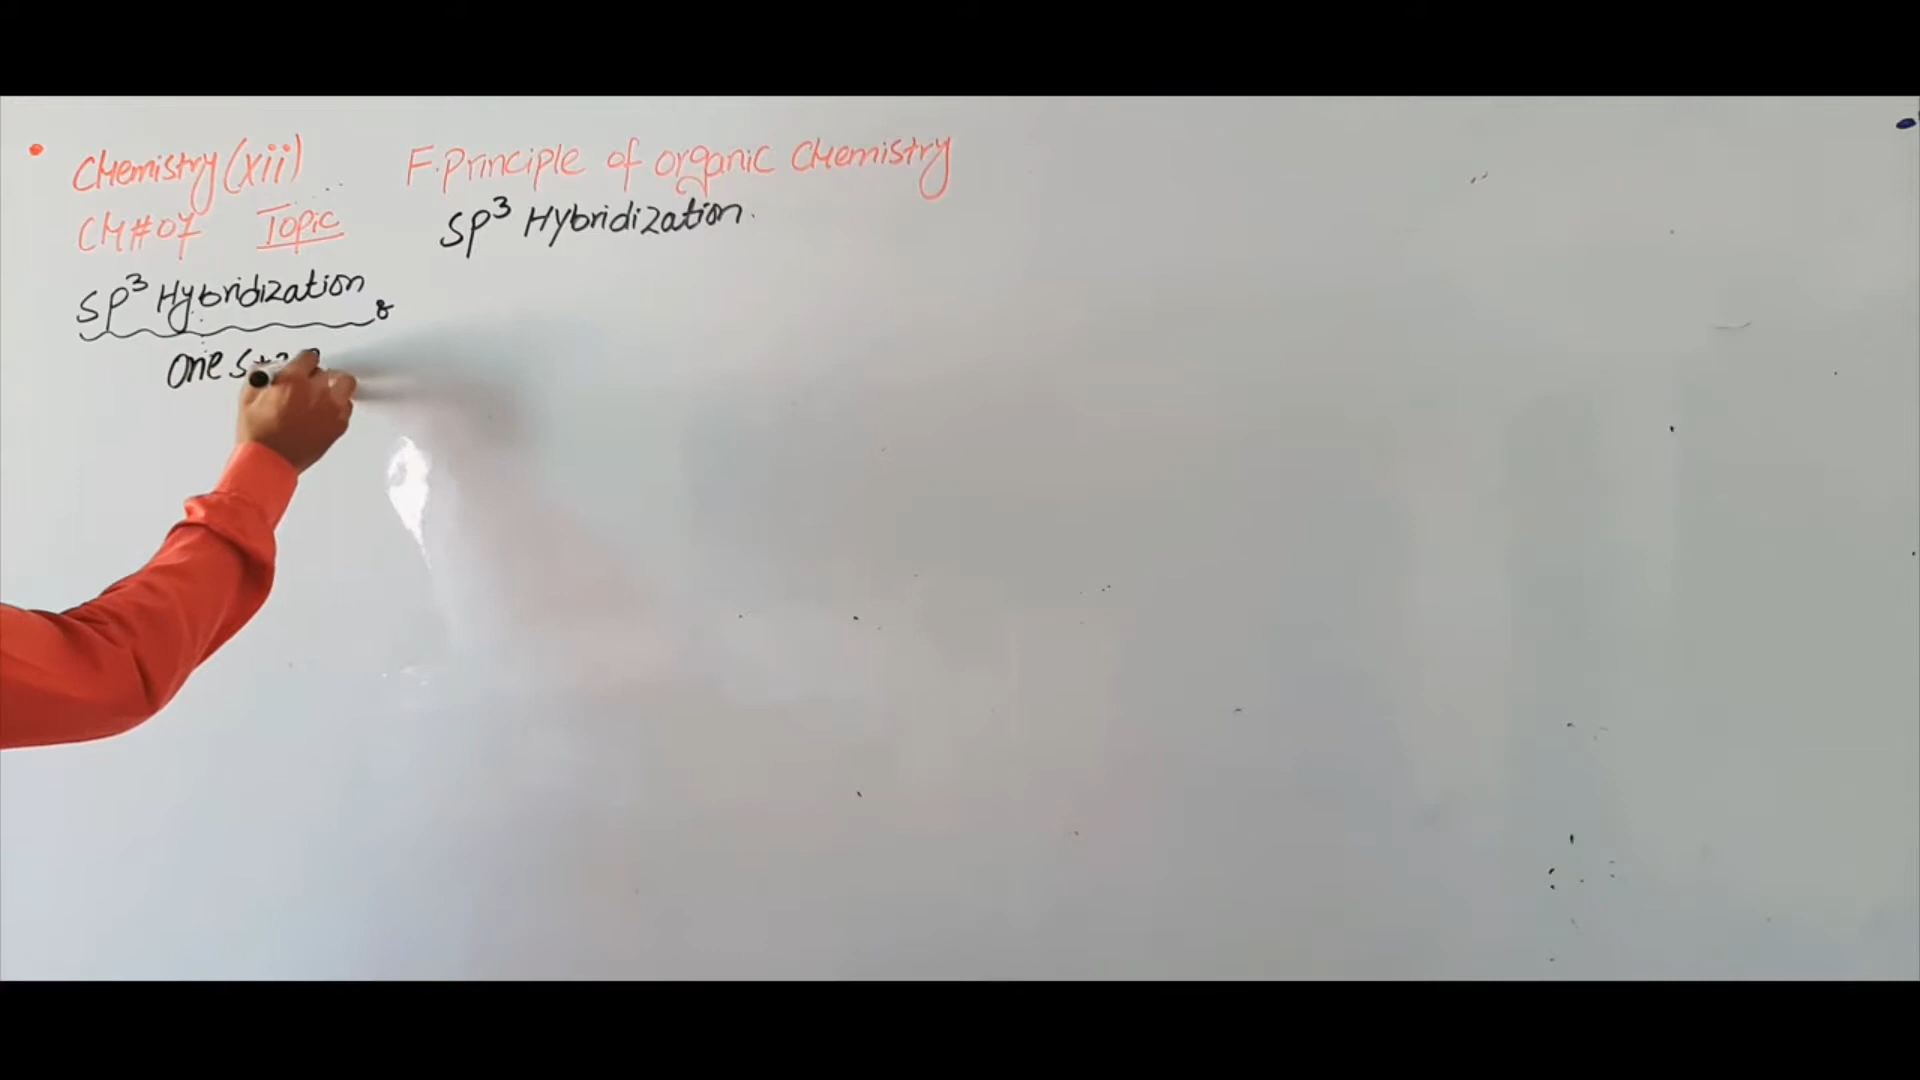 Chemistry (xii) F. Principle of organic Chemistry
CH#07 Topic SP³ Hybridization.
SP³ Hybridization :
One S